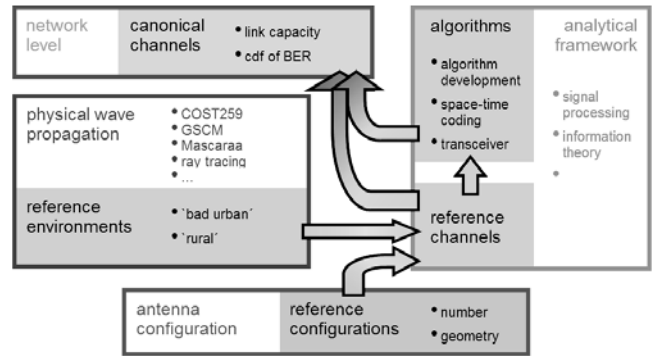 network level
canonical channels
• link capacity
• cdf of BER
algorithms
• algorithm development
• space-time coding
• transceiver
analytical framework
• signal processing
• information theory
•
physical wave propagation
• COST259
• GSCM
• Mascaraa
• ray tracing
• ...
reference environments
• `bad urban´
• `rural´
reference channels
antenna configuration
reference configurations
• number
• geometry